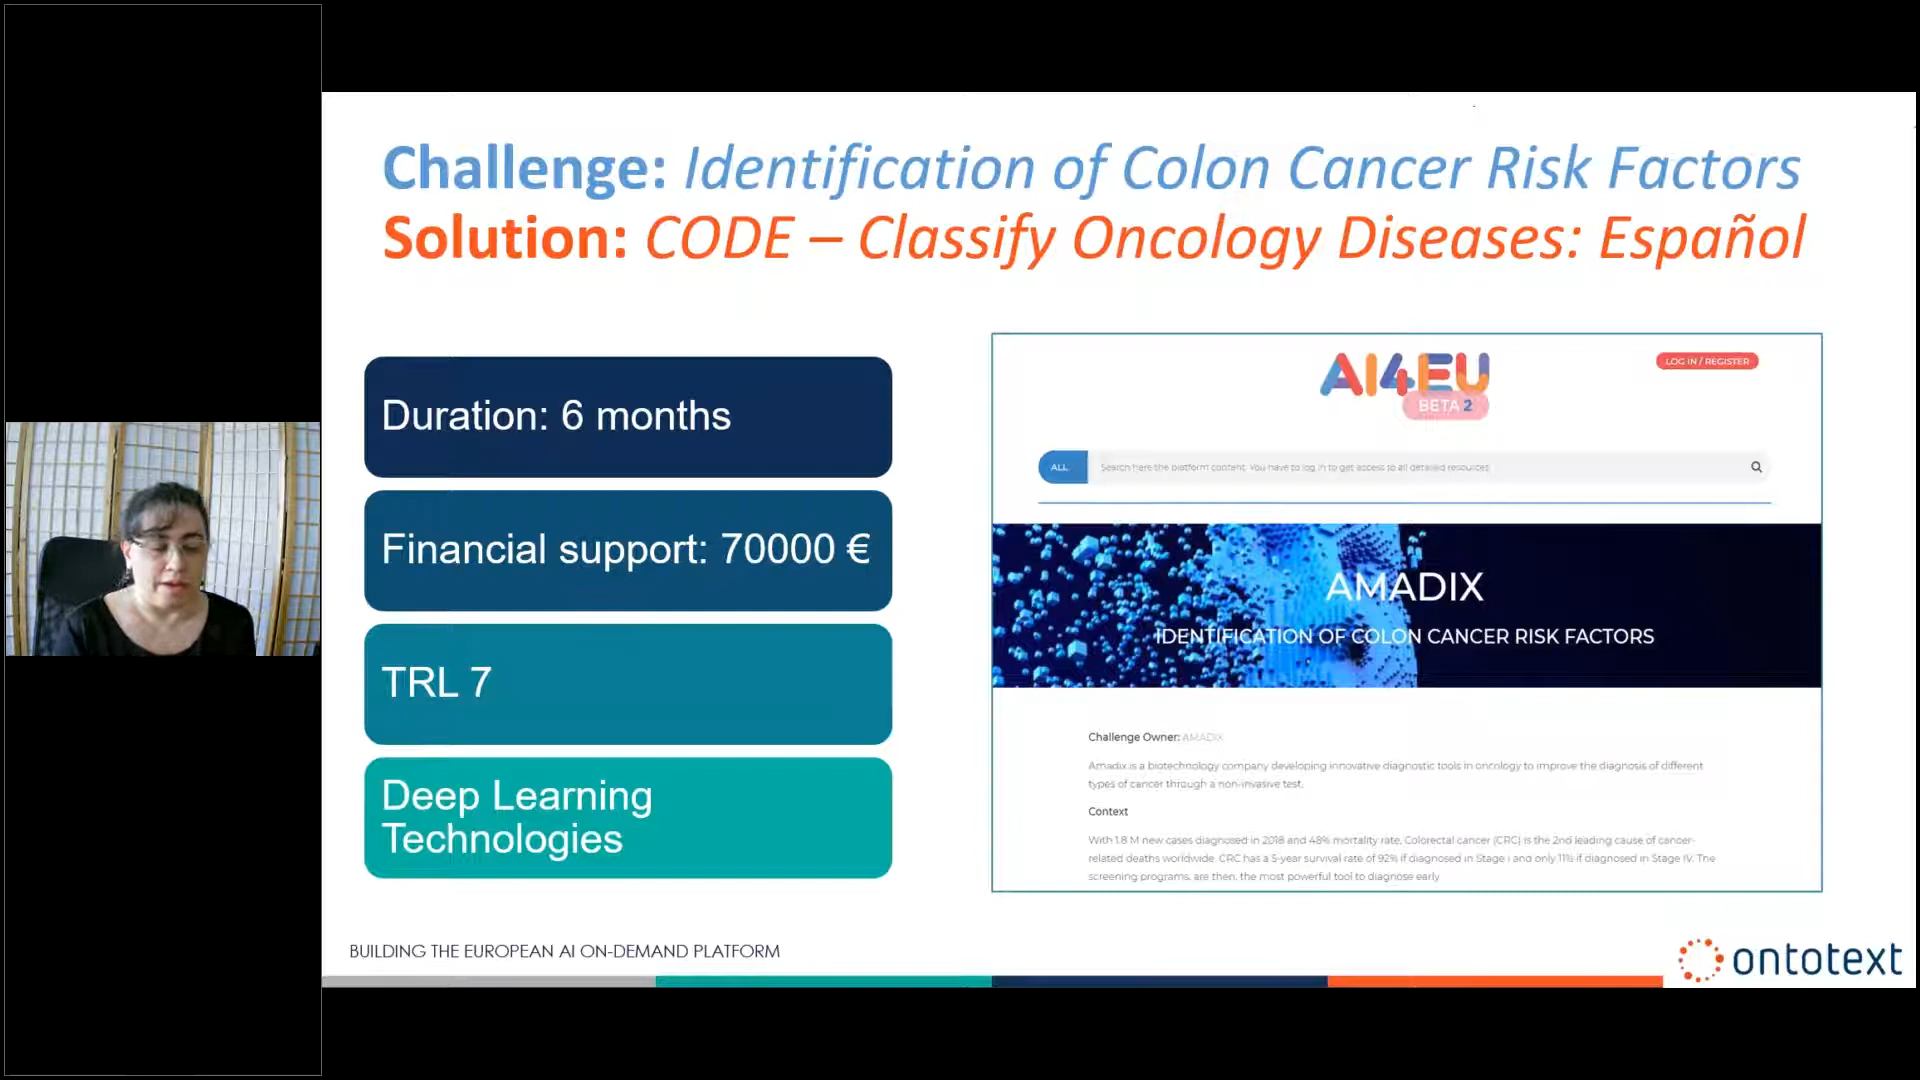 Challenge: Identification of Colon Cancer Risk Factors
Solution: CODE – Classify Oncology Diseases: Español
Duration: 6 months
Financial support: 70000 €
TRL 7
Deep Learning
Technologies
AI4EU
BETA 2
LOG IN / REGISTER
ALL
Search here the platform content. You have to log in to get access to all detailed resources
AMADIX
IDENTIFICATION OF COLON CANCER RISK FACTORS
Challenge Owner: AMADIX
Amadix is a biotechnology company developing innovative diagnostic tools in oncology to improve the diagnosis of different
types of cancer through a non-invasive test.
Context
With 1.8 M new cases diagnosed in 2018 and 48% mortality rate, Colorectal cancer (CRC) is the 2nd leading cause of cancer-
related deaths worldwide. CRC has a 5-year survival rate of 92% if diagnosed in Stage I and only 11% if diagnosed in Stage IV. The
screening programs, are then, the most powerful tool to diagnose early
BUILDING THE EUROPEAN AI ON-DEMAND PLATFORM
ontotext